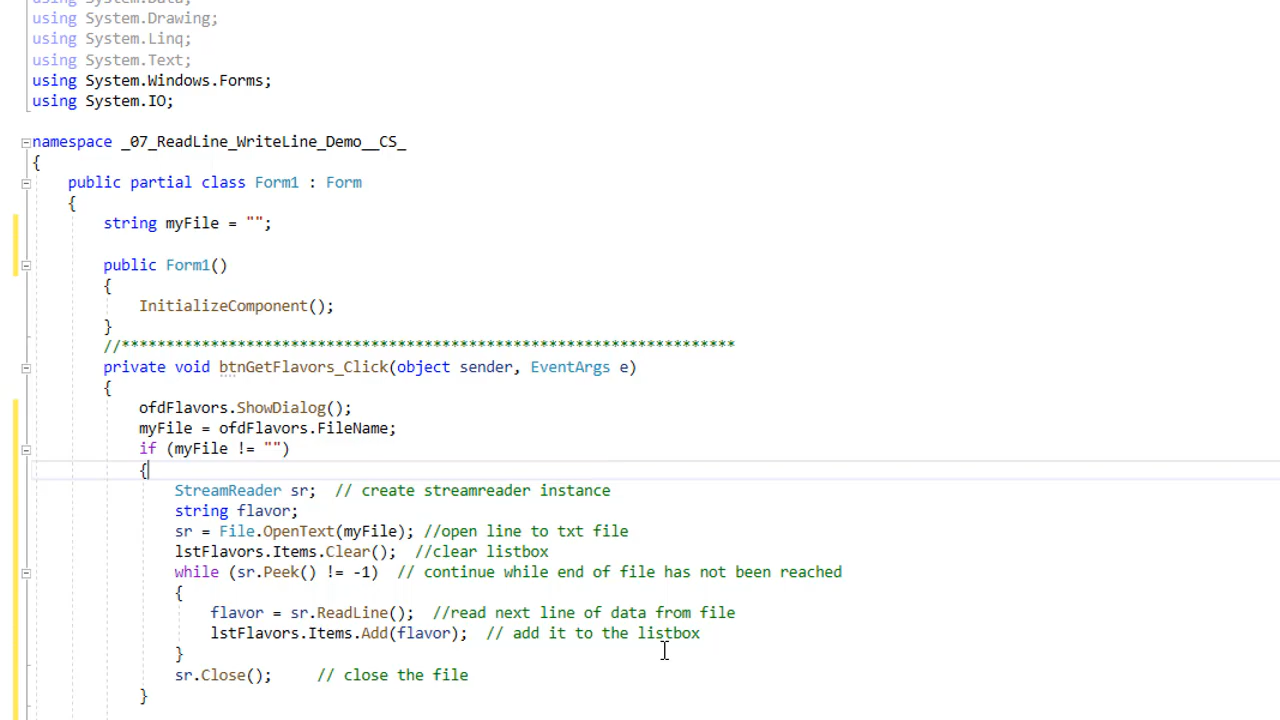 using System.Data;
using System.Drawing;
using System.Linq;
using System.Text;
using System.Windows.Forms;
using System.IO;
namespace _07_ReadLine_WriteLine_Demo__CS_
{
public partial class Form1 : Form
{
string myFile = "";
public Form1()
{
InitializeComponent();
}
//*********************************************************************
private void btnGetFlavors_Click(object sender, EventArgs e)
{
ofdFlavors.ShowDialog();
myFile = ofdFlavors.FileName;
if (myFile != "")
{
StreamReader sr;  // create streamreader instance
string flavor;
sr = File.OpenText(myFile); //open line to txt file
lstFlavors.Items.Clear();  //clear listbox
while (sr.Peek() != -1)  // continue while end of file has not been reached
{
flavor = sr.ReadLine();  //read next line of data from file
lstFlavors.Items.Add(flavor);  // add it to the listbox
}
sr.Close();     // close the file
}